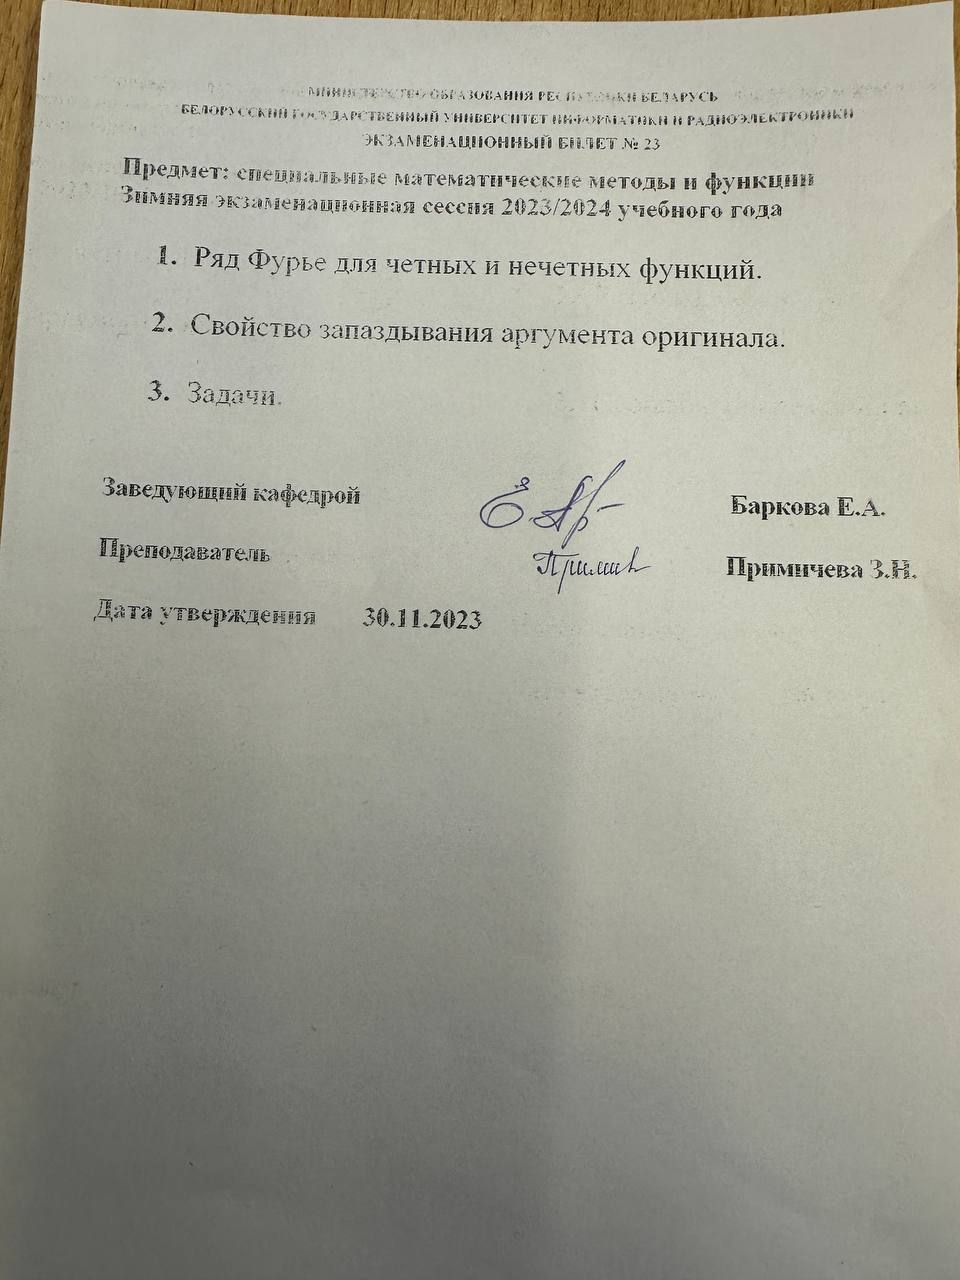 МИНИСТЕРСТВО ОБРАЗОВАНИЯ РЕСПУБЛИКИ БЕЛАРУСЬ
БЕЛОРУССКИЙ ГОСУДАРСТВЕННЫЙ УНИВЕРСИТЕТ ИНФОРМАТИКИ И РАДИОЭЛЕКТРОНИКИ
ЭКЗАМЕНАЦИОННЫЙ БИЛЕТ № 23
Предмет: специальные математические методы и функции
Зимняя экзаменационная сессия 2023/2024 учебного года
1. Ряд Фурье для четных и нечетных функций.
2. Свойство запаздывания аргумента оригинала.
3. Задачи.
Заведующий кафедрой Баркова Е.А.
Преподаватель Примичева З.Н.
Дата утверждения 30.11.2023